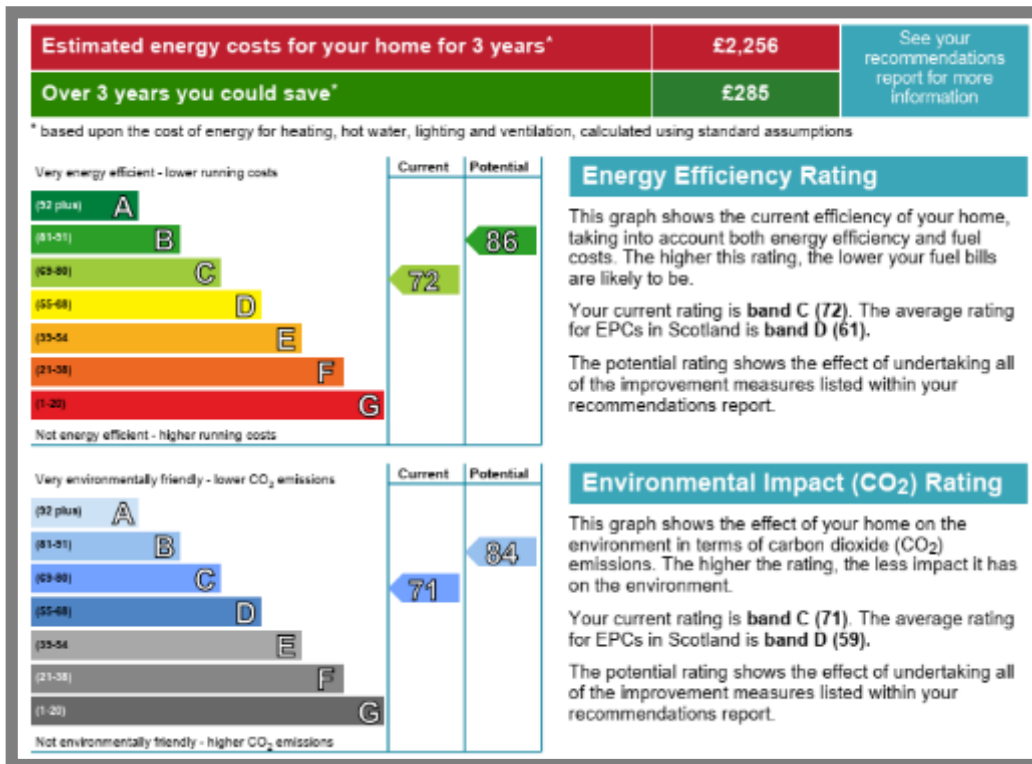 Estimated energy costs for your home for 3 years*
£2,256
See your
recommendations
report for more
information
Over 3 years you could save*
£285
* based upon the cost of energy for heating, hot water, lighting and ventilation, calculated using standard assumptions
Very energy efficient - lower running costs
Current
Potential
(92 plus) A
(81-91) B
86
(69-80) C
72
(55-68) D
(39-54 E
(21-38) F
(1-20) G
Not energy efficient - higher running costs
Energy Efficiency Rating
This graph shows the current efficiency of your home,
taking into account both energy efficiency and fuel
costs. The higher this rating, the lower your fuel bills
are likely to be.
Your current rating is band C (72). The average rating
for EPCs in Scotland is band D (61).
The potential rating shows the effect of undertaking all
of the improvement measures listed within your
recommendations report.
Very environmentally friendly - lower CO2 emissions
Current
Potential
(92 plus) A
(81-91) B
84
(69-80) C
71
(55-68) D
(39-54 E
(21-38) F
(1-20) G
Not environmentally friendly - higher CO2 emissions
Environmental Impact (CO2) Rating
This graph shows the effect of your home on the
environment in terms of carbon dioxide (CO2)
emissions. The higher the rating, the less impact it has
on the environment.
Your current rating is band C (71). The average rating
for EPCs in Scotland is band D (59).
The potential rating shows the effect of undertaking all
of the improvement measures listed within your
recommendations report.